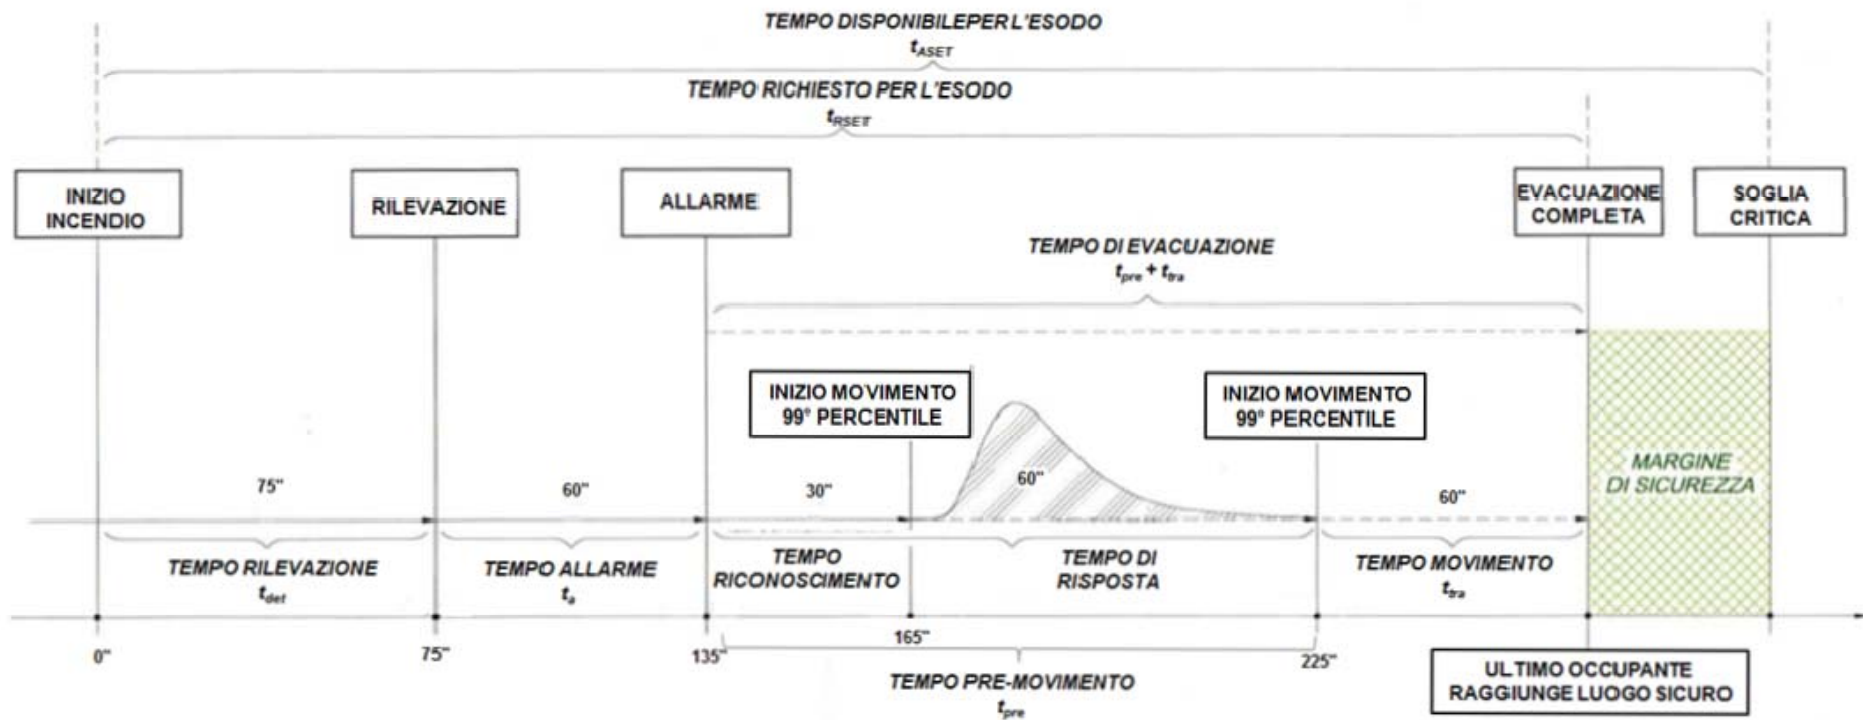 TEMPO DISPONIBILEPER L'ESODO
tASET
TEMPO RICHIESTO PER L'ESODO
tRSET
INIZIO
INCENDIO
RILEVAZIONE
ALLARME
EVACUAZIONE
COMPLETA
SOGLIA
CRITICA
TEMPO DI EVACUAZIONE
tpre + ttra
INIZIO MOVIMENTO
99° PERCENTILE
INIZIO MOVIMENTO
99° PERCENTILE
75"
60"
30"
60"
60"
MARGINE
DI SICUREZZA
TEMPO RILEVAZIONE
tdet
TEMPO ALLARME
ta
TEMPO
RICONOSCIMENTO
TEMPO DI
RISPOSTA
TEMPO MOVIMENTO
ttra
0"
75"
135"
165"
225"
TEMPO PRE-MOVIMENTO
tpre
ULTIMO OCCUPANTE
RAGGIUNGE LUOGO SICURO